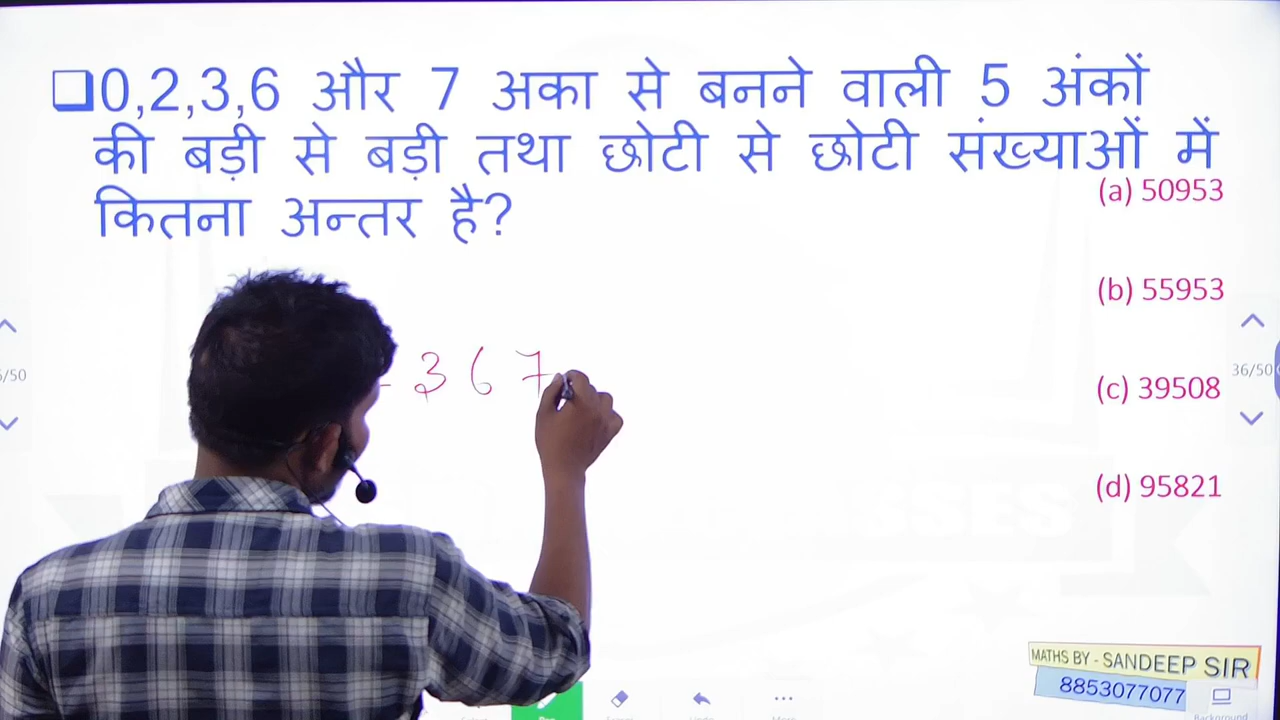 ❑0,2,3,6 और 7 अका से बनने वाली 5 अंकों
की बड़ी से बड़ी तथा छोटी से छोटी संख्याओं में
कितना अन्तर है?
(a) 50953
(b) 55953
(c) 39508
(d) 95821
3 6 7
/50
36/50
MATHS BY - SANDEEP SIR
8853077077
Background